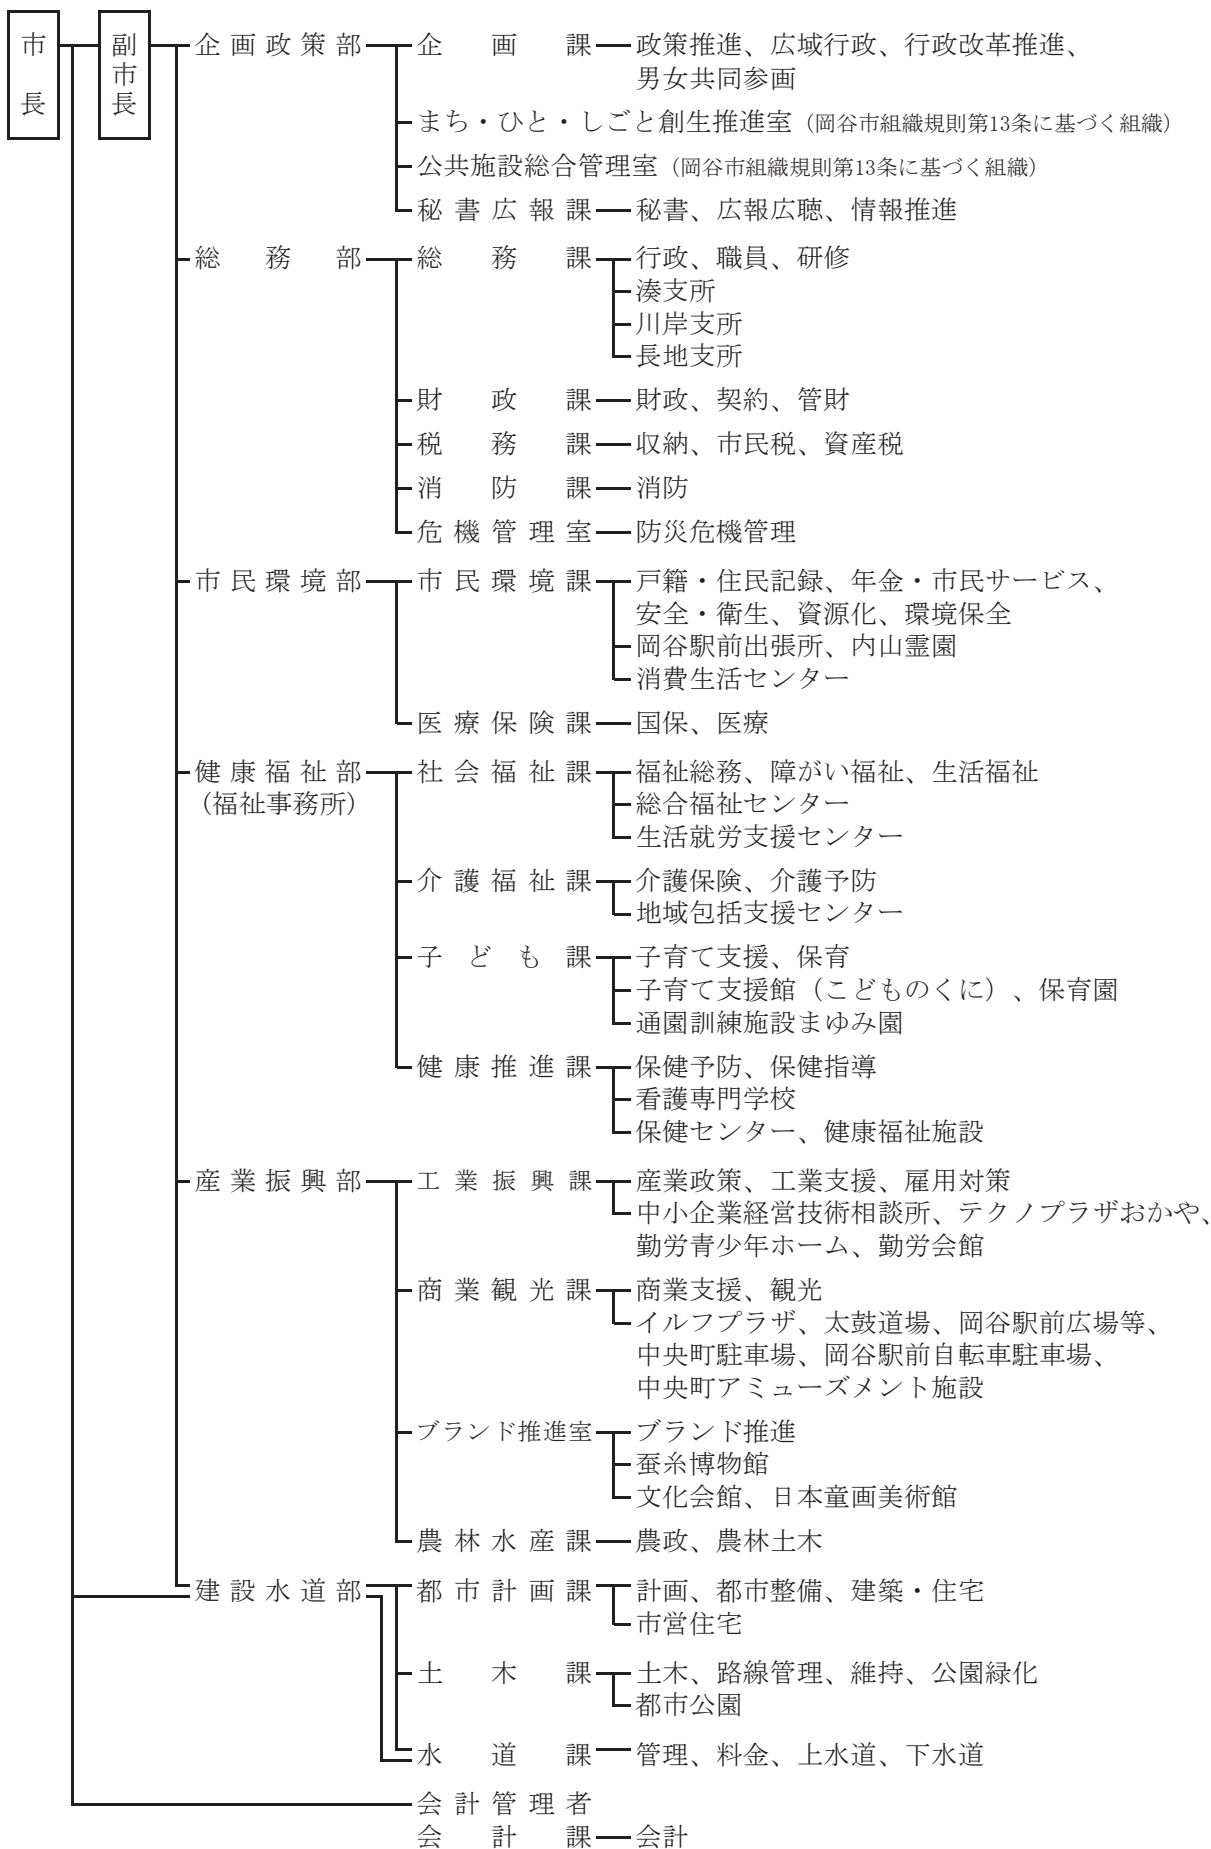 市長
副市長
企画政策部
企画課
政策推進、広域行政、行政改革推進、
男女共同参画
まち・ひと・しごと創生推進室（岡谷市組織規則第13条に基づく組織）
公共施設総合管理室（岡谷市組織規則第13条に基づく組織）
秘書広報課
秘書、広報広聴、情報推進
総務部
総務課
行政、職員、研修
湊支所
川岸支所
長地支所
財政課
財政、契約、管財
税務課
収納、市民税、資産税
消防課
消防
危機管理室
防災危機管理
市民環境部
市民環境課
戸籍・住民記録、年金・市民サービス、
安全・衛生、資源化、環境保全
岡谷駅前出張所、内山霊園
消費生活センター
医療保険課
国保、医療
健康福祉部
（福祉事務所）
社会福祉課
福祉総務、障がい福祉、生活福祉
総合福祉センター
生活就労支援センター
介護福祉課
介護保険、介護予防
地域包括支援センター
子ども課
子育て支援、保育
子育て支援館（こどものくに）、保育園
通園訓練施設まゆみ園
健康推進課
保健予防、保健指導
看護専門学校
保健センター、健康福祉施設
産業振興部
工業振興課
産業政策、工業支援、雇用対策
中小企業経営技術相談所、テクノプラザおかや、
勤労青少年ホーム、勤労会館
商業観光課
商業支援、観光
イルフプラザ、太鼓道場、岡谷駅前広場等、
中央町駐車場、岡谷駅前自転車駐車場、
中央町アミューズメント施設
ブランド推進室
ブランド推進
蚕糸博物館
文化会館、日本童画美術館
農林水産課
農政、農林土木
建設水道部
都市計画課
計画、都市整備、建築・住宅
市営住宅
土木課
土木、路線管理、維持、公園緑化
都市公園
水道課
管理、料金、上水道、下水道
会計管理者
会計課
会計